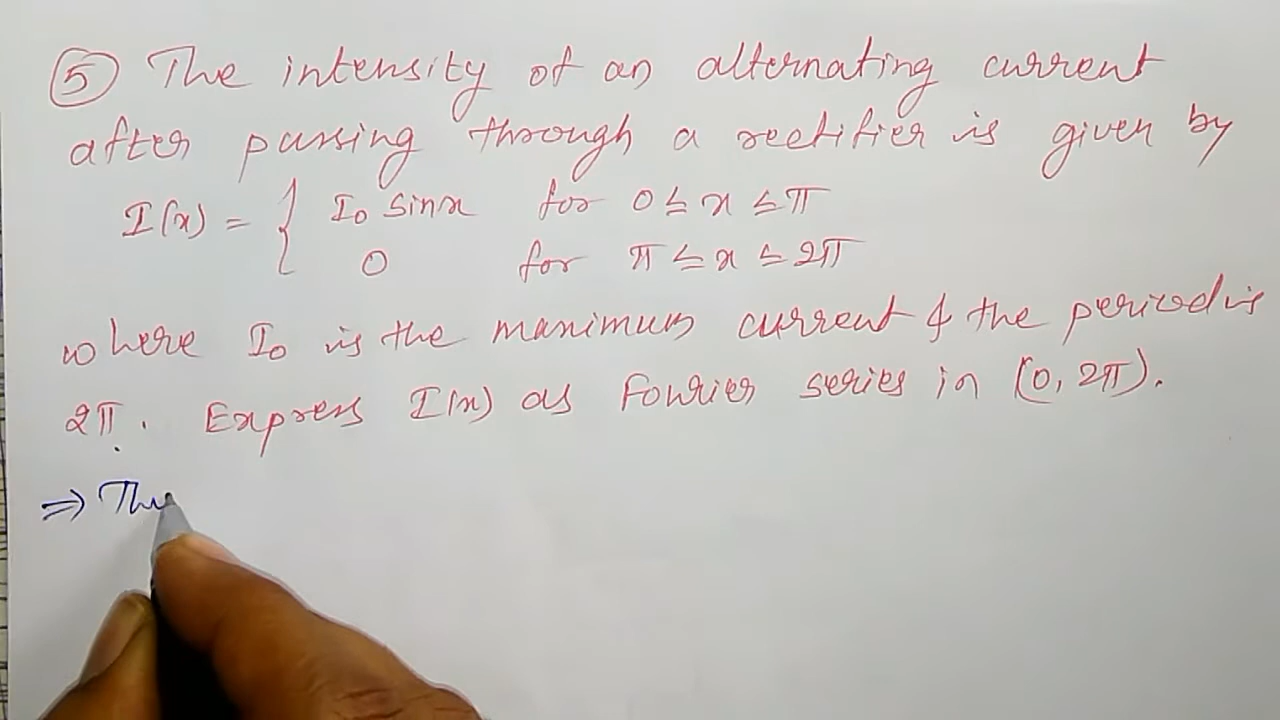 5 The intensity of an alternating current
after passing through a rectifier is given by
I(x) = { I₀ sinx for 0 ≤ x ≤ π
0 for π ≤ x ≤ 2π
where I₀ is the maximum current & the period is
2π. Express I(x) as Fourier series in (0, 2π).
⇒ The